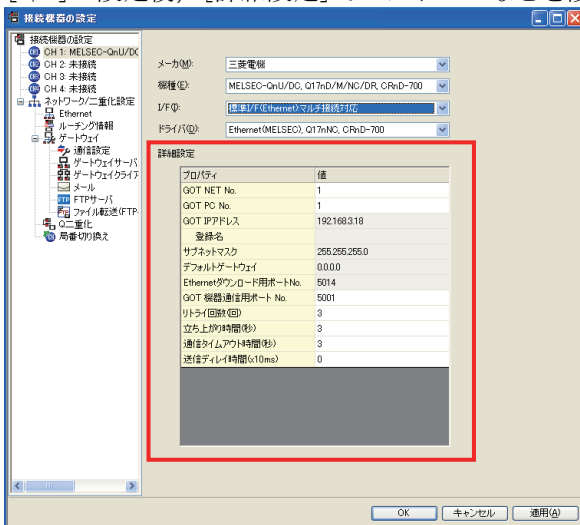 接続機器の設定
接続機器の設定
CH 1: MELSEC-QnU/DC
CH 2: 未接続
CH 3: 未接続
CH 4: 未接続
ネットワーク/二重化設定
Ethernet
ルーチング情報
ゲートウェイ
通信設定
ゲートウェイサーバ
ゲートウェイクライア
メール
FTPサーバ
ファイル転送(FTP
Q二重化
局番切り換え
メーカ(M): 三菱電機
機種(E): MELSEC-QnU/DC, Q17nD/M/NC/DR, CRnD-700
I/F(I): 標準I/F(Ethernet):マルチ接続対応
ドライバ(D): Ethernet(MELSEC), Q17nNC, CRnD-700
詳細設定
プロパティ 値
GOT NET No. 1
GOT PC No. 1
GOT IPアドレス 192.168.3.18
登録名
サブネットマスク 255.255.255.0
デフォルトゲートウェイ 0.0.0.0
Ethernetダウンロード用ポートNo. 5014
GOT 機器通信用ポート No. 5001
リトライ回数(回) 3
立ち上がり時間(秒) 3
通信タイムアウト時間(秒) 3
送信ディレイ時間(x10ms) 0
OK キャンセル 適用(A)